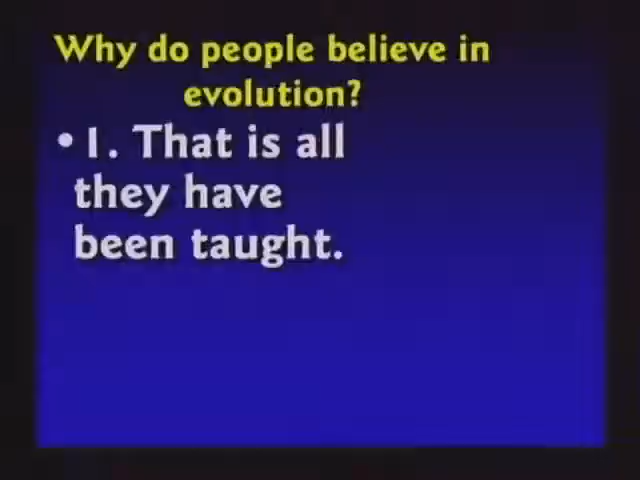 Why do people believe in
evolution?
• 1. That is all
they have
been taught.